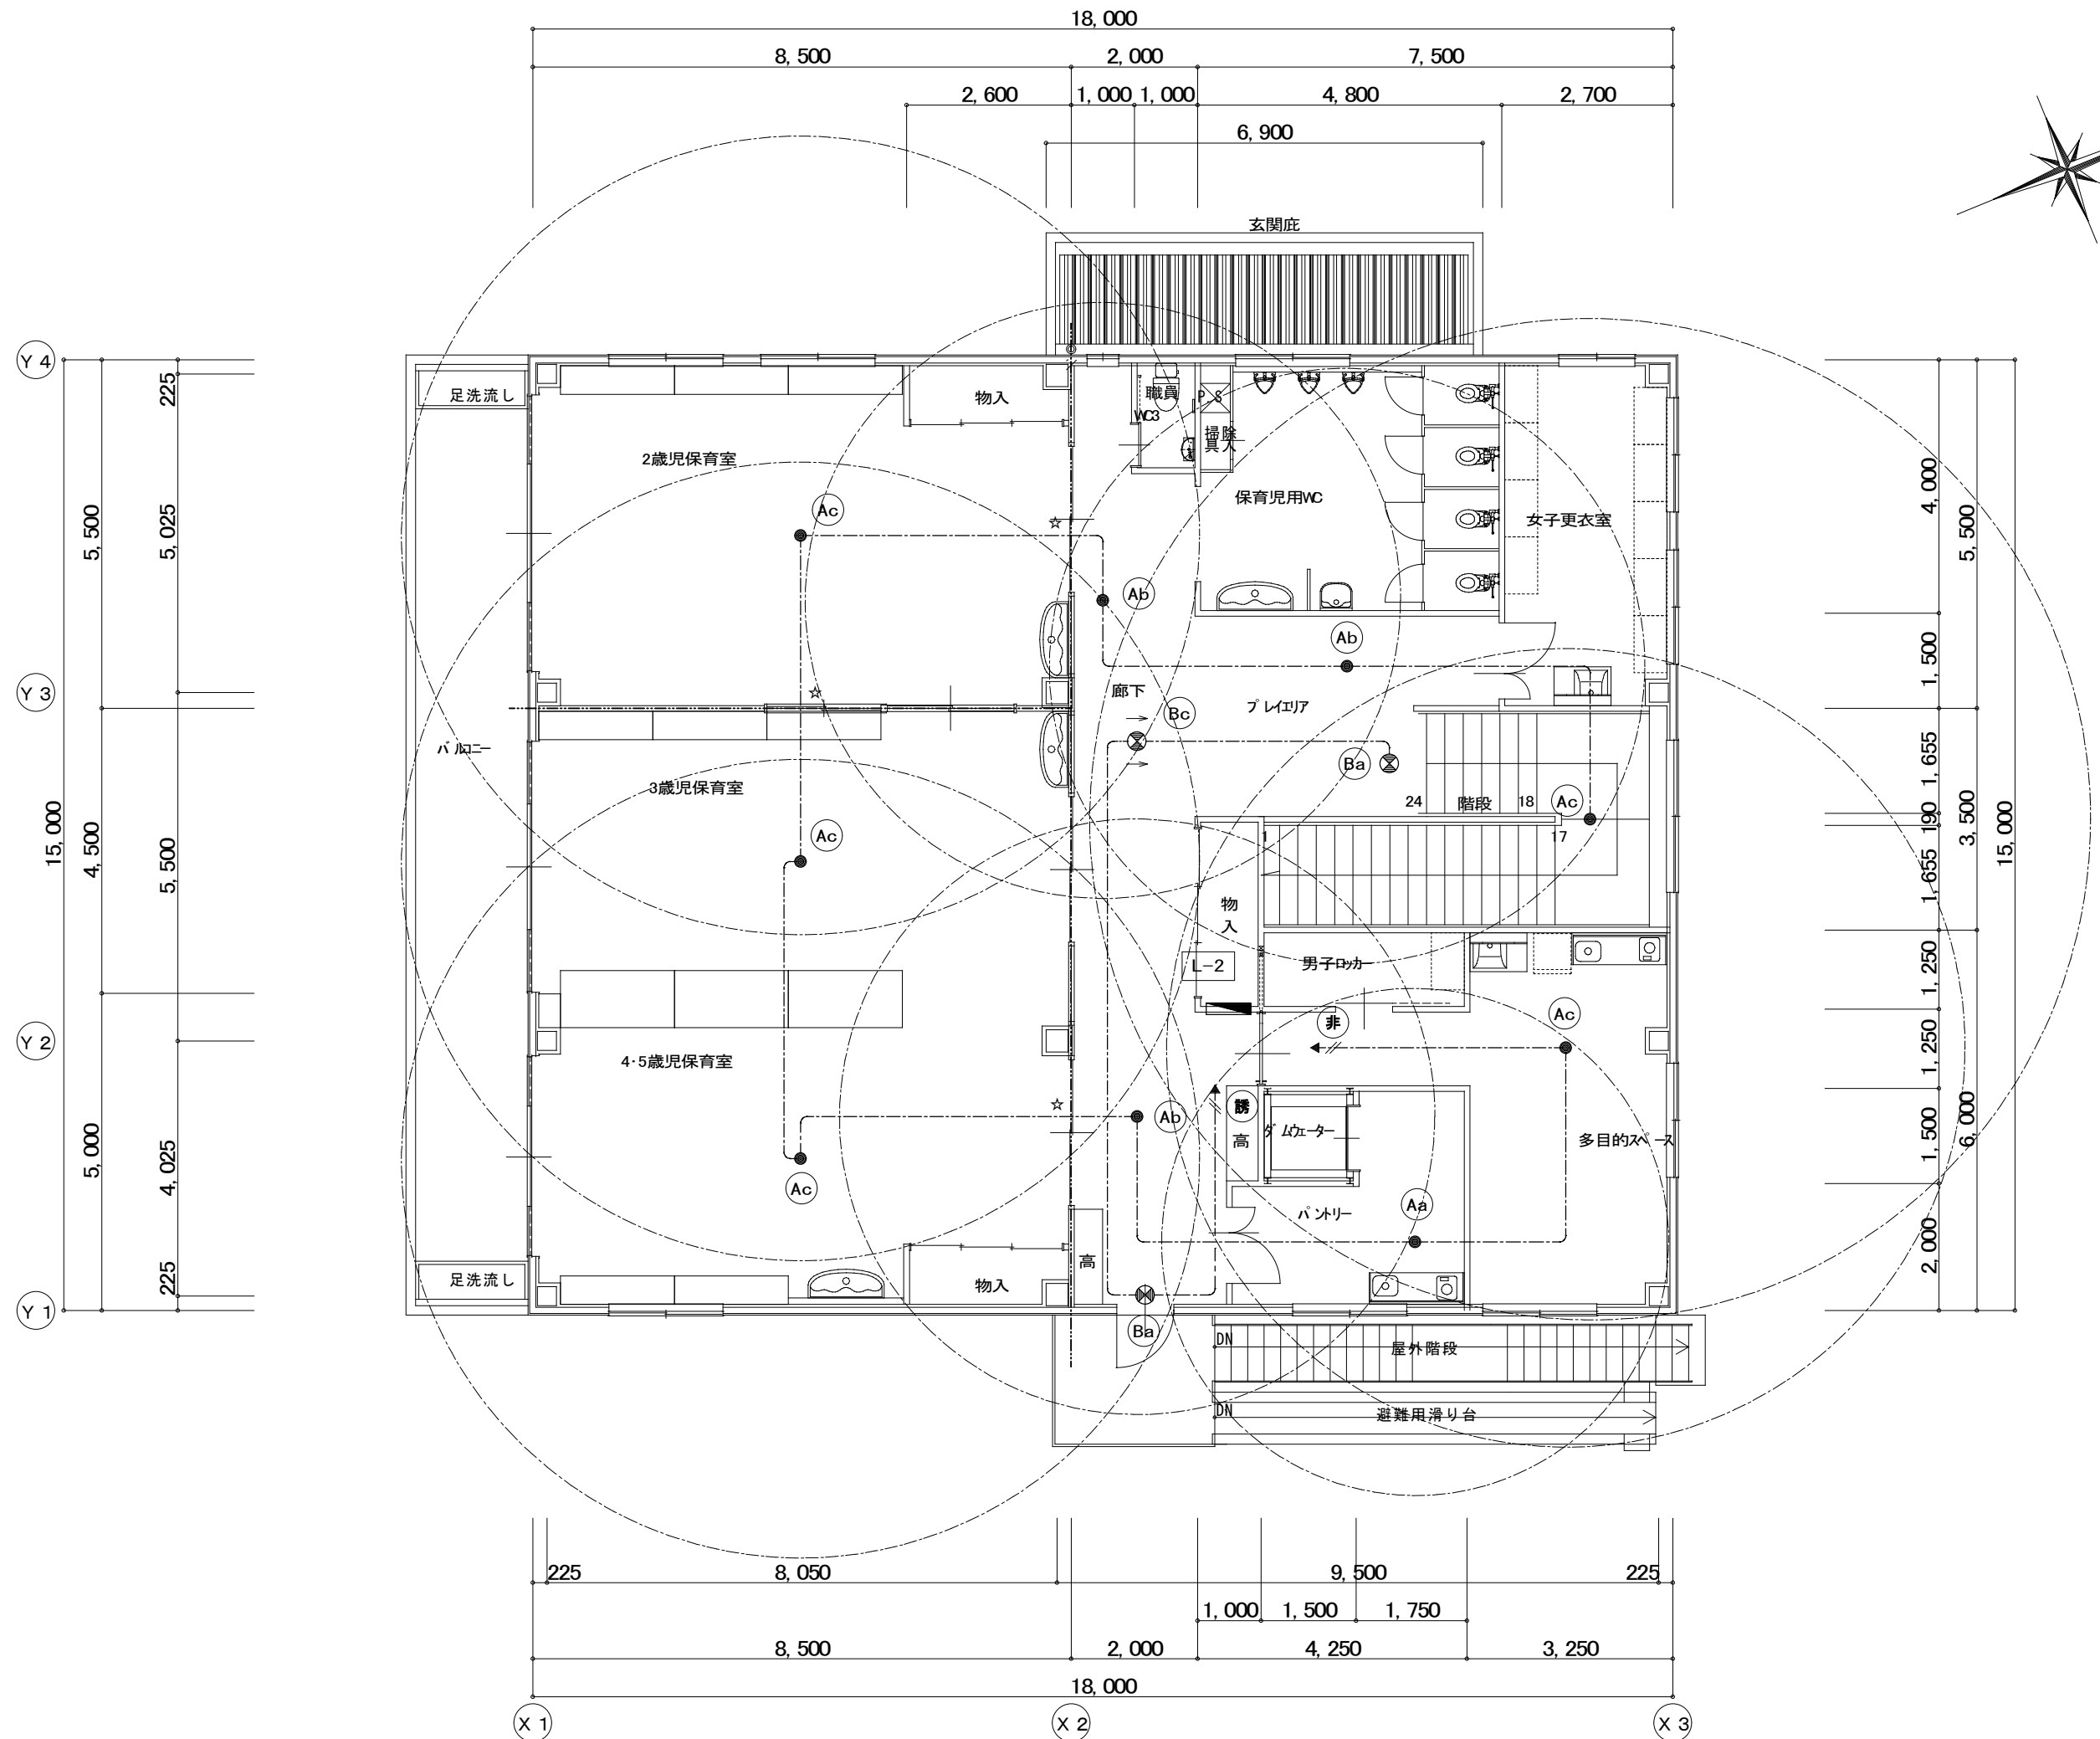 18,000
8,500 2,000 7,500
2,600 1,000 1,000 4,800 2,700
6,900
玄関庇
Y 4
Y 3
Y 2
Y 1
15,000
5,500
4,500
5,000
225
5,025
5,500
4,025
225
足洗流し
物入
職員
WC3
P.S
掃除
具入
2歳児保育室
Ac
☆
保育児用WC
女子更衣室
Ab
Ab
☆
廊下
プレイエリア
Bc
バルコニー
3歳児保育室
Ba
24 階段 18
Ac
Ac
1
17
物
入
L-2
男子ロッカー
非
Ac
4・5歳児保育室
☆
Ab
誘
高
ダムウェーター
多目的スペース
Ac
パントリー
Aa
足洗流し
物入
高
Ba
DN
屋外階段
DN
避難用滑り台
4,000
1,500
1,655
190
1,655
1,250
1,250
1,500
2,000
5,500
3,500
6,000
15,000
225 8,050 9,500 225
1,000 1,500 1,750
8,500 2,000 4,250 3,250
18,000
X 1 X 2 X 3